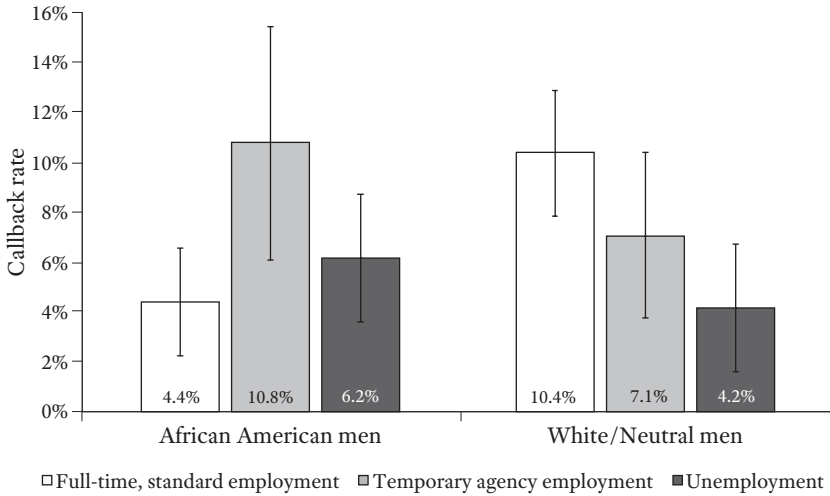 16%
14%
12%
10%
8%
6%
4%
2%
0%
Callback rate
4.4% 10.8% 6.2% 10.4% 7.1% 4.2%
African American men White/Neutral men
Full-time, standard employment Temporary agency employment Unemployment